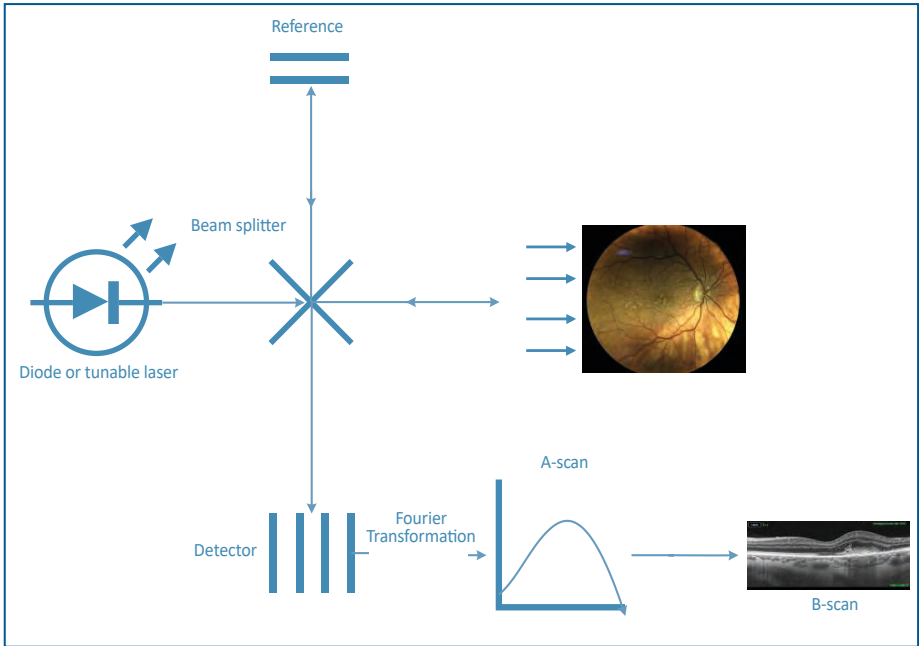 Reference
Beam splitter
Diode or tunable laser
A-scan
Fourier
Transformation
Detector
B-scan